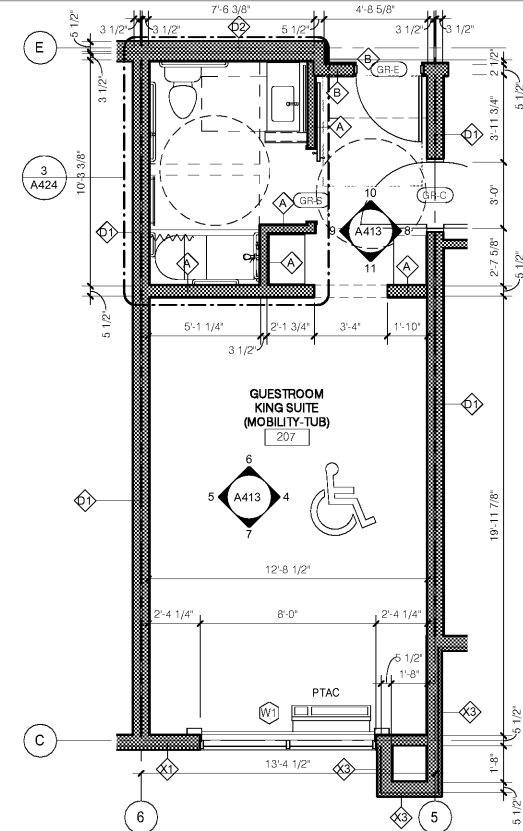 7'-6 3/8"
4'-8 5/8"
3 1/2"
3 1/2"
D2
5 1/2"
3 1/2"
3 1/2"
5 1/2"
E
B
GR-E
B
2 1/2"
5 1/2"
3 1/2"
3'-11 3/4"
D1
A
3
A424
10'-3 3/8"
3'-0"
A
GR-S
GR-C
10
9
A413
8
11
D1
A
A
A
2'-7 5/8"
5 1/2"
5 1/2"
5'-1 1/4"
2'-1 3/4"
3'-4"
1'-10"
3 1/2"
GUESTROOM
KING SUITE
(MOBILITY-TUB)
207
D1
6
5
A413
4
7
D1
19'-11 7/8"
12'-8 1/2"
2'-4 1/4"
8'-0"
2'-4 1/4"
5 1/2"
1'-8"
PTAC
W1
X3
5 1/2"
C
X1
13'-4 1/2"
X3
1'-8"
6
X3
5
5 1/2"